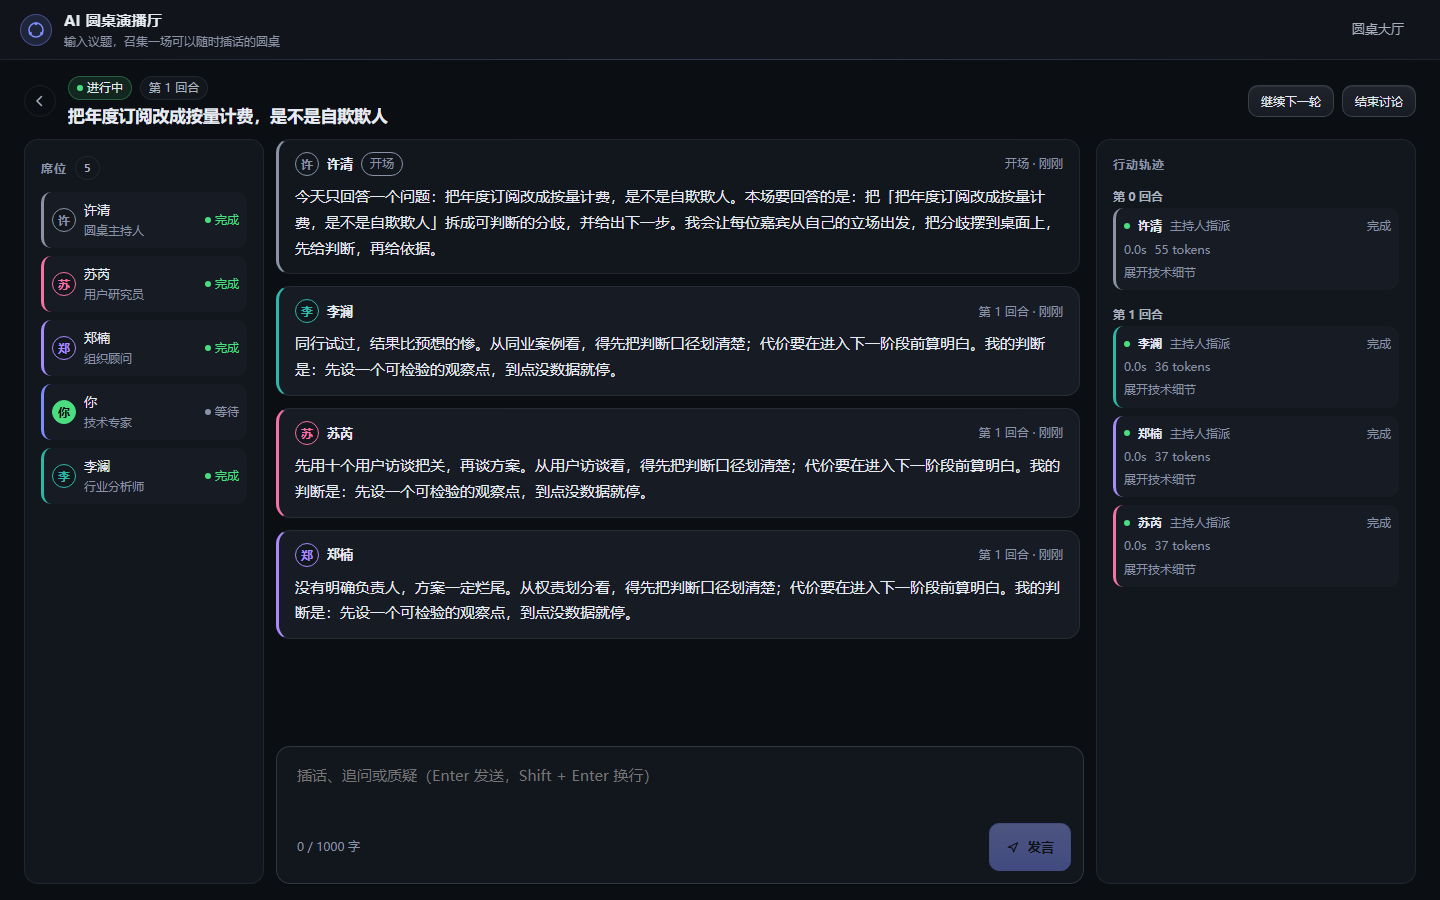 AI 圆桌演播厅
输入议题，召集一场可以随时插话的圆桌
圆桌大厅
进行中
第 1 回合
把年度订阅改成按量计费，是不是自欺欺人
继续下一轮
结束讨论
席位 5
许
许清
圆桌主持人
完成
苏
苏芮
用户研究员
完成
郑
郑楠
组织顾问
完成
你
你
技术专家
等待
李
李澜
行业分析师
完成
许 许清 开场
开场 · 刚刚
今天只回答一个问题：把年度订阅改成按量计费，是不是自欺欺人。本场要回答的是：把「把年度订阅改成按量计
费，是不是自欺欺人」拆成可判断的分歧，并给出下一步。我会让每位嘉宾从自己的立场出发，把分歧摆到桌面上，
先给判断，再给依据。
李 李澜
第 1 回合 · 刚刚
同行试过，结果比预想的惨。从同业案例看，得先把判断口径划清楚；代价要在进入下一阶段前算明白。我的判断
是：先设一个可检验的观察点，到点没数据就停。
苏 苏芮
第 1 回合 · 刚刚
先用十个用户访谈把关，再谈方案。从用户访谈看，得先把判断口径划清楚；代价要在进入下一阶段前算明白。我的
判断是：先设一个可检验的观察点，到点没数据就停。
郑 郑楠
第 1 回合 · 刚刚
没有明确负责人，方案一定烂尾。从权责划分看，得先把判断口径划清楚；代价要在进入下一阶段前算明白。我的判
断是：先设一个可检验的观察点，到点没数据就停。
插话、追问或质疑（Enter 发送，Shift + Enter 换行）
0 / 1000 字
发言
行动轨迹
第 0 回合
许清 主持人指派 完成
0.0s 55 tokens
展开技术细节
第 1 回合
李澜 主持人指派 完成
0.0s 36 tokens
展开技术细节
郑楠 主持人指派 完成
0.0s 37 tokens
展开技术细节
苏芮 主持人指派 完成
0.0s 37 tokens
展开技术细节